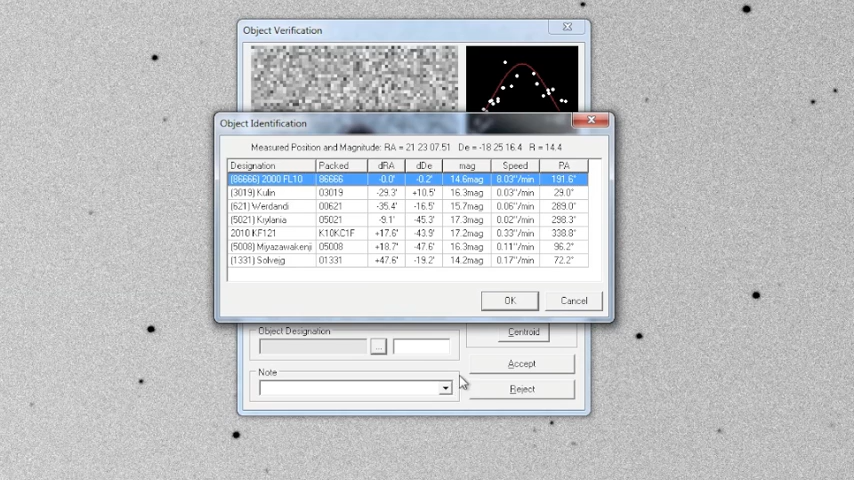 Object Verification
Object Identification
Measured Position and Magnitude: RA = 21 23 07.51 De = -18 25 16.4 R = 14.4
Designation Packed dRA dDe mag Speed PA
(86666) 2000 FL10 86666 -0.0' -0.2' 14.6mag 8.03"/min 191.6°
(3019) Kulin 03019 -29.3' +10.5' 16.3mag 0.03"/min 29.0°
(621) Werdandi 00621 -35.4' -16.5' 15.7mag 0.06"/min 289.0°
(5021) Krylania 05021 -9.1' -45.3' 17.3mag 0.02"/min 298.3°
2010 KF121 K10KC1F +17.6' -43.9' 17.2mag 0.33"/min 338.8°
(5008) Miyazawakenji 05008 +18.7' -47.6' 16.3mag 0.11"/min 96.2°
(1331) Solvejg 01331 +47.6' -19.2' 14.2mag 0.17"/min 72.2°
OK Cancel
Object Designation
Centroid
...
Accept
Note
Reject